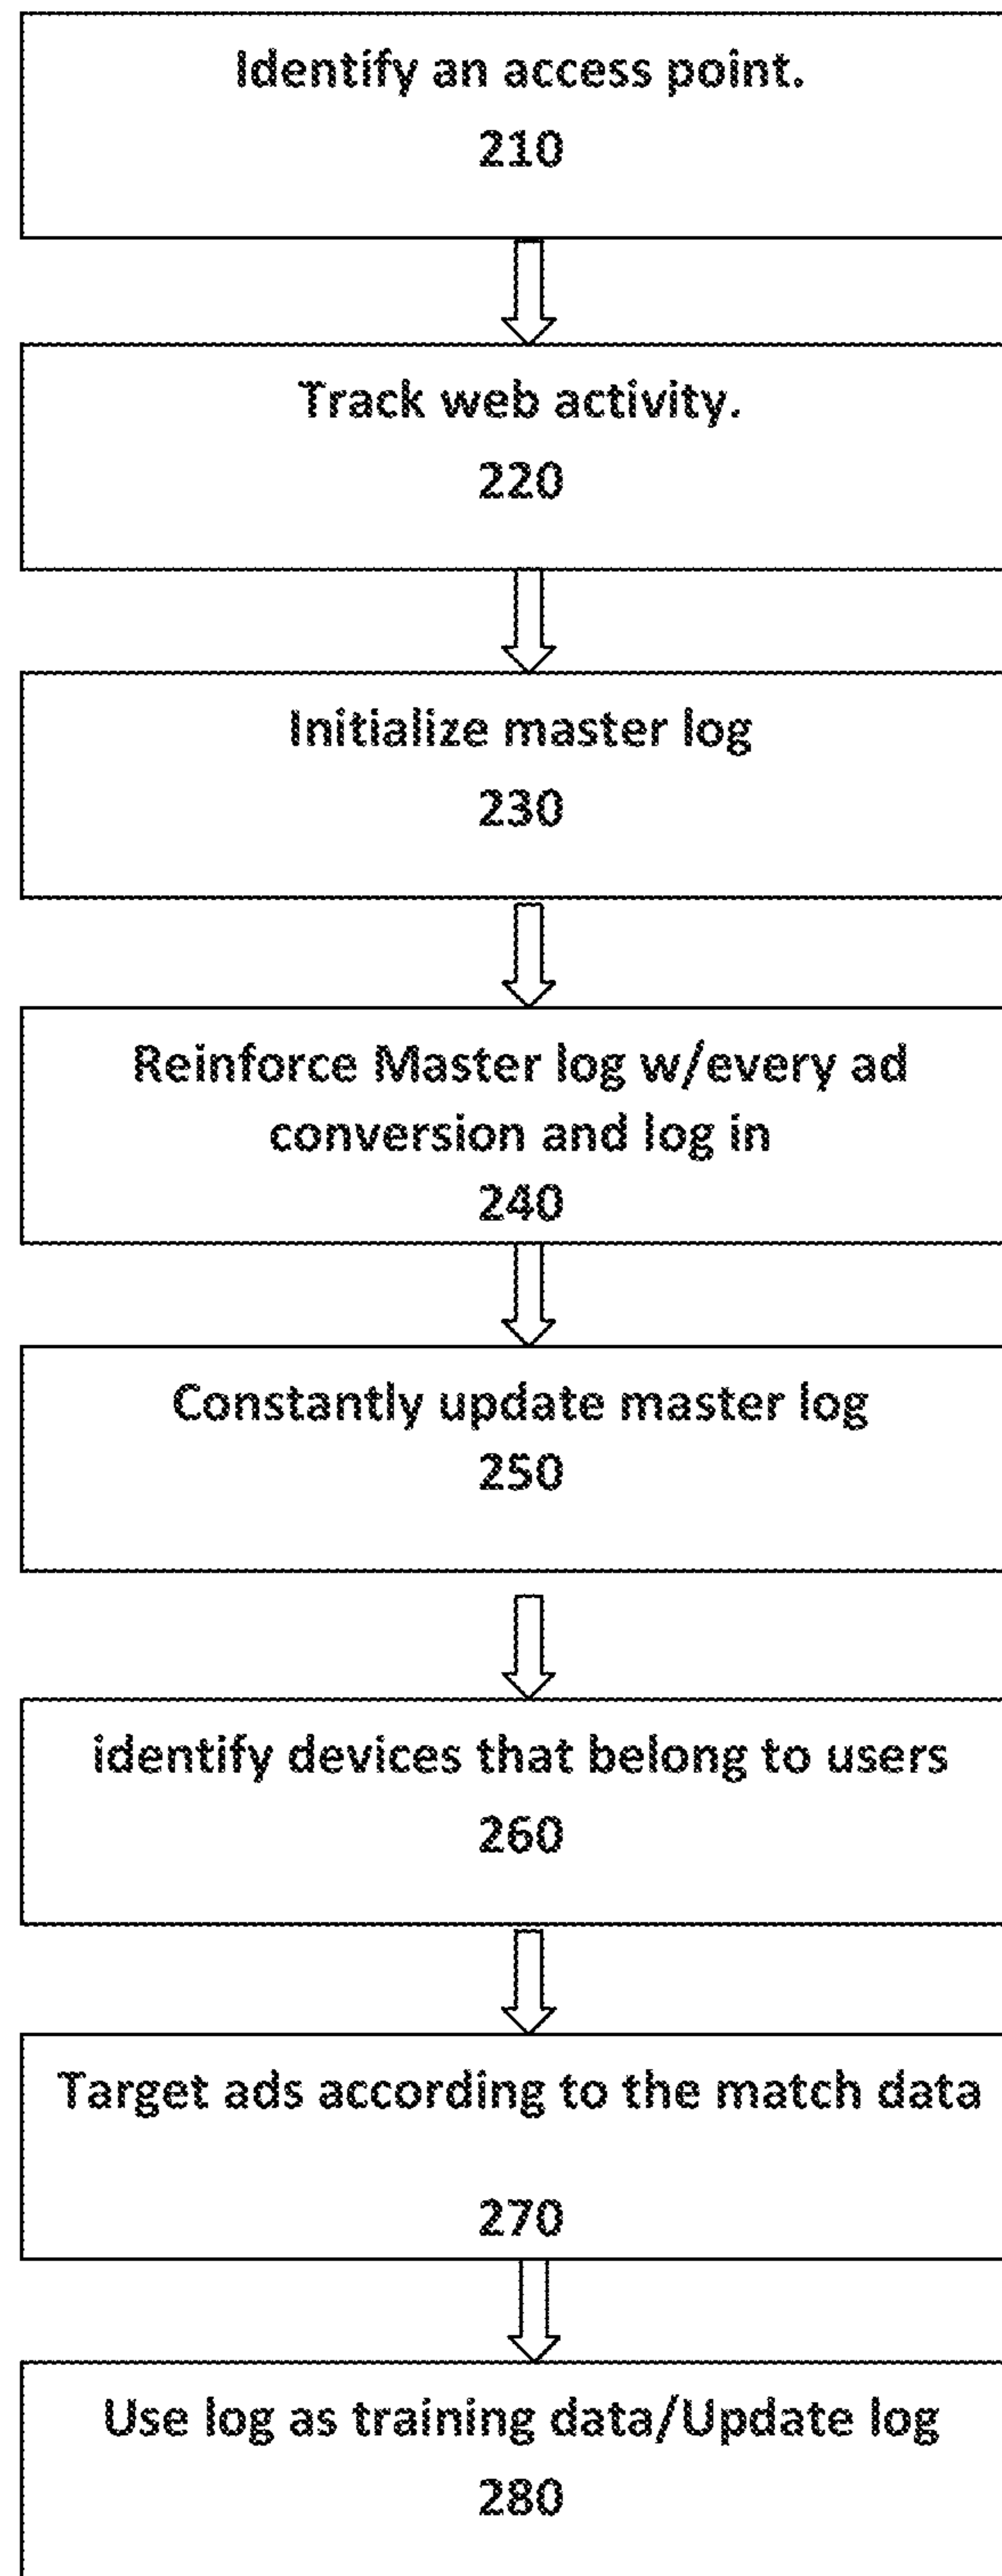 Identify an access point.
210
Track web activity.
220
Initialize master log
230
Reinforce Master log w/every ad
conversion and log in
240
Constantly update master log
250
identify devices that belong to users
260
Target ads according to the match data
270
Use log as training data/Update log
280